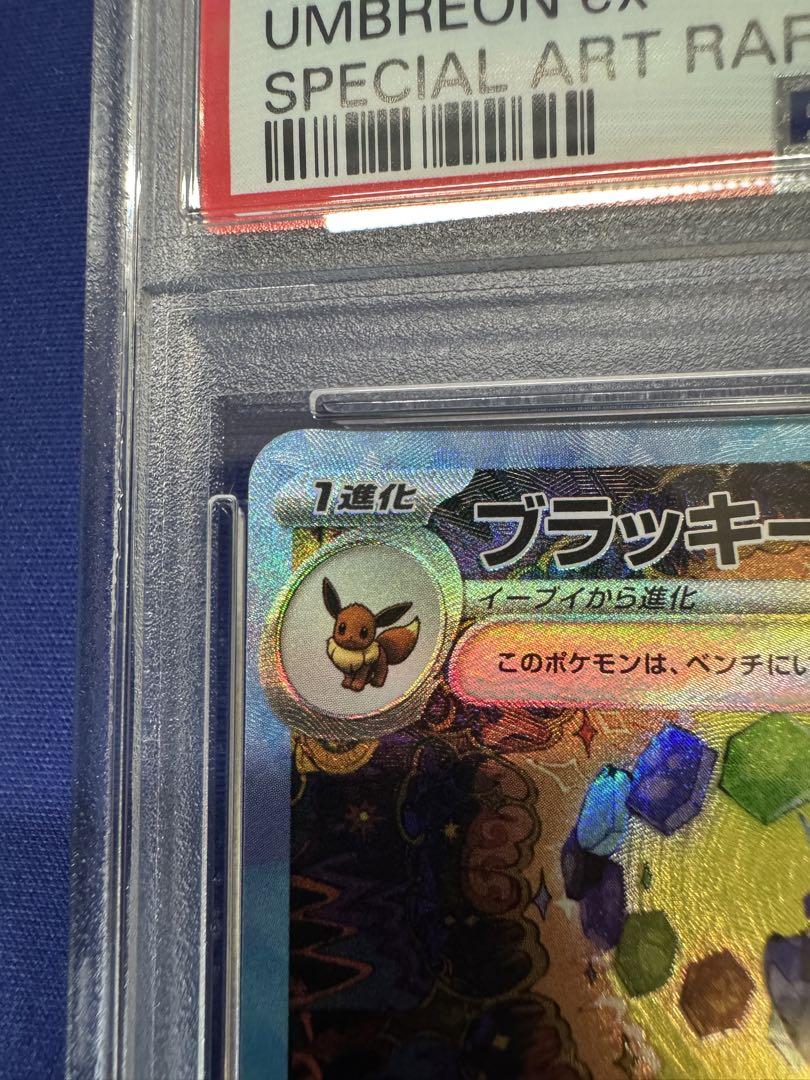 UMBREON ex
SPECIAL ART RAR
1進化
ブラッキー
イーブイから進化
このポケモンは、ベンチにい